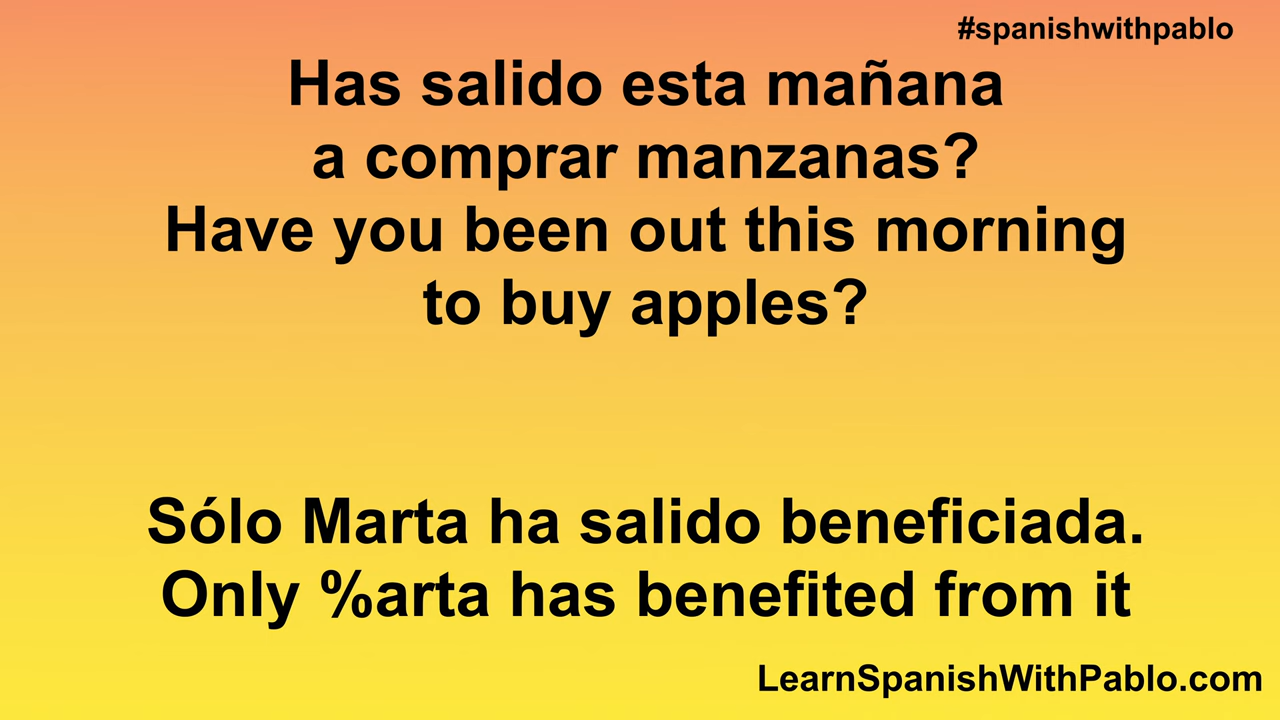 #spanishwithpablo
Has salido esta mañana
a comprar manzanas?
Have you been out this morning
to buy apples?
Sólo Marta ha salido beneficiada.
Only %arta has benefited from it
LearnSpanishWithPablo.com